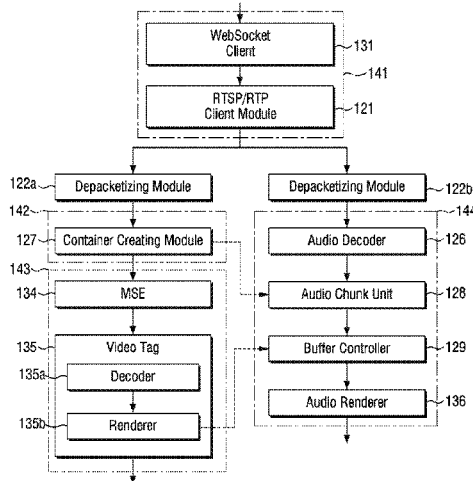 WebSocket
Client
131
141
RTSP/RTP
Client Module
121
122a
Depacketizing Module
Depacketizing Module
122b
142
144
127
Container Creating Module
Audio Decoder
126
143
134
MSE
Audio Chunk Unit
128
135
Video Tag
Buffer Controller
129
135a
Decoder
135b
Renderer
Audio Renderer
136